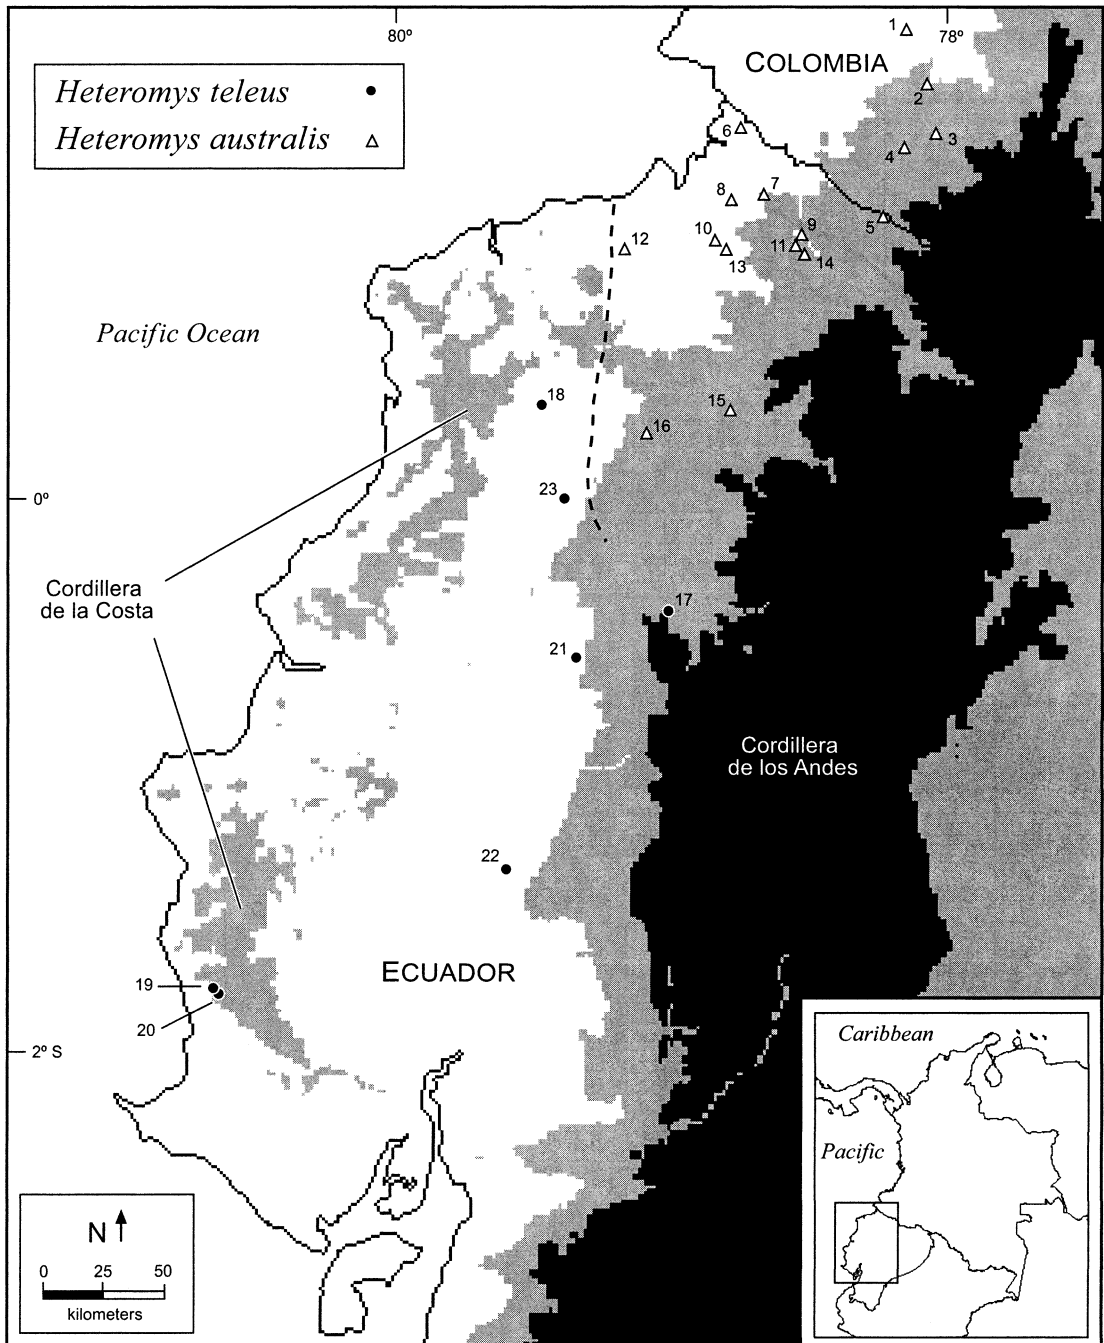 80º
78º
1
COLOMBIA
Heteromys teleus
Heteromys australis
2
3
4
5
6
7
8
9
10
11
12
13
14
Pacific Ocean
15
16
18
0º
23
Cordillera
de la Costa
17
21
Cordillera
de los Andes
22
ECUADOR
19
20
2º S
N
0 25 50
kilometers
Caribbean
Pacific